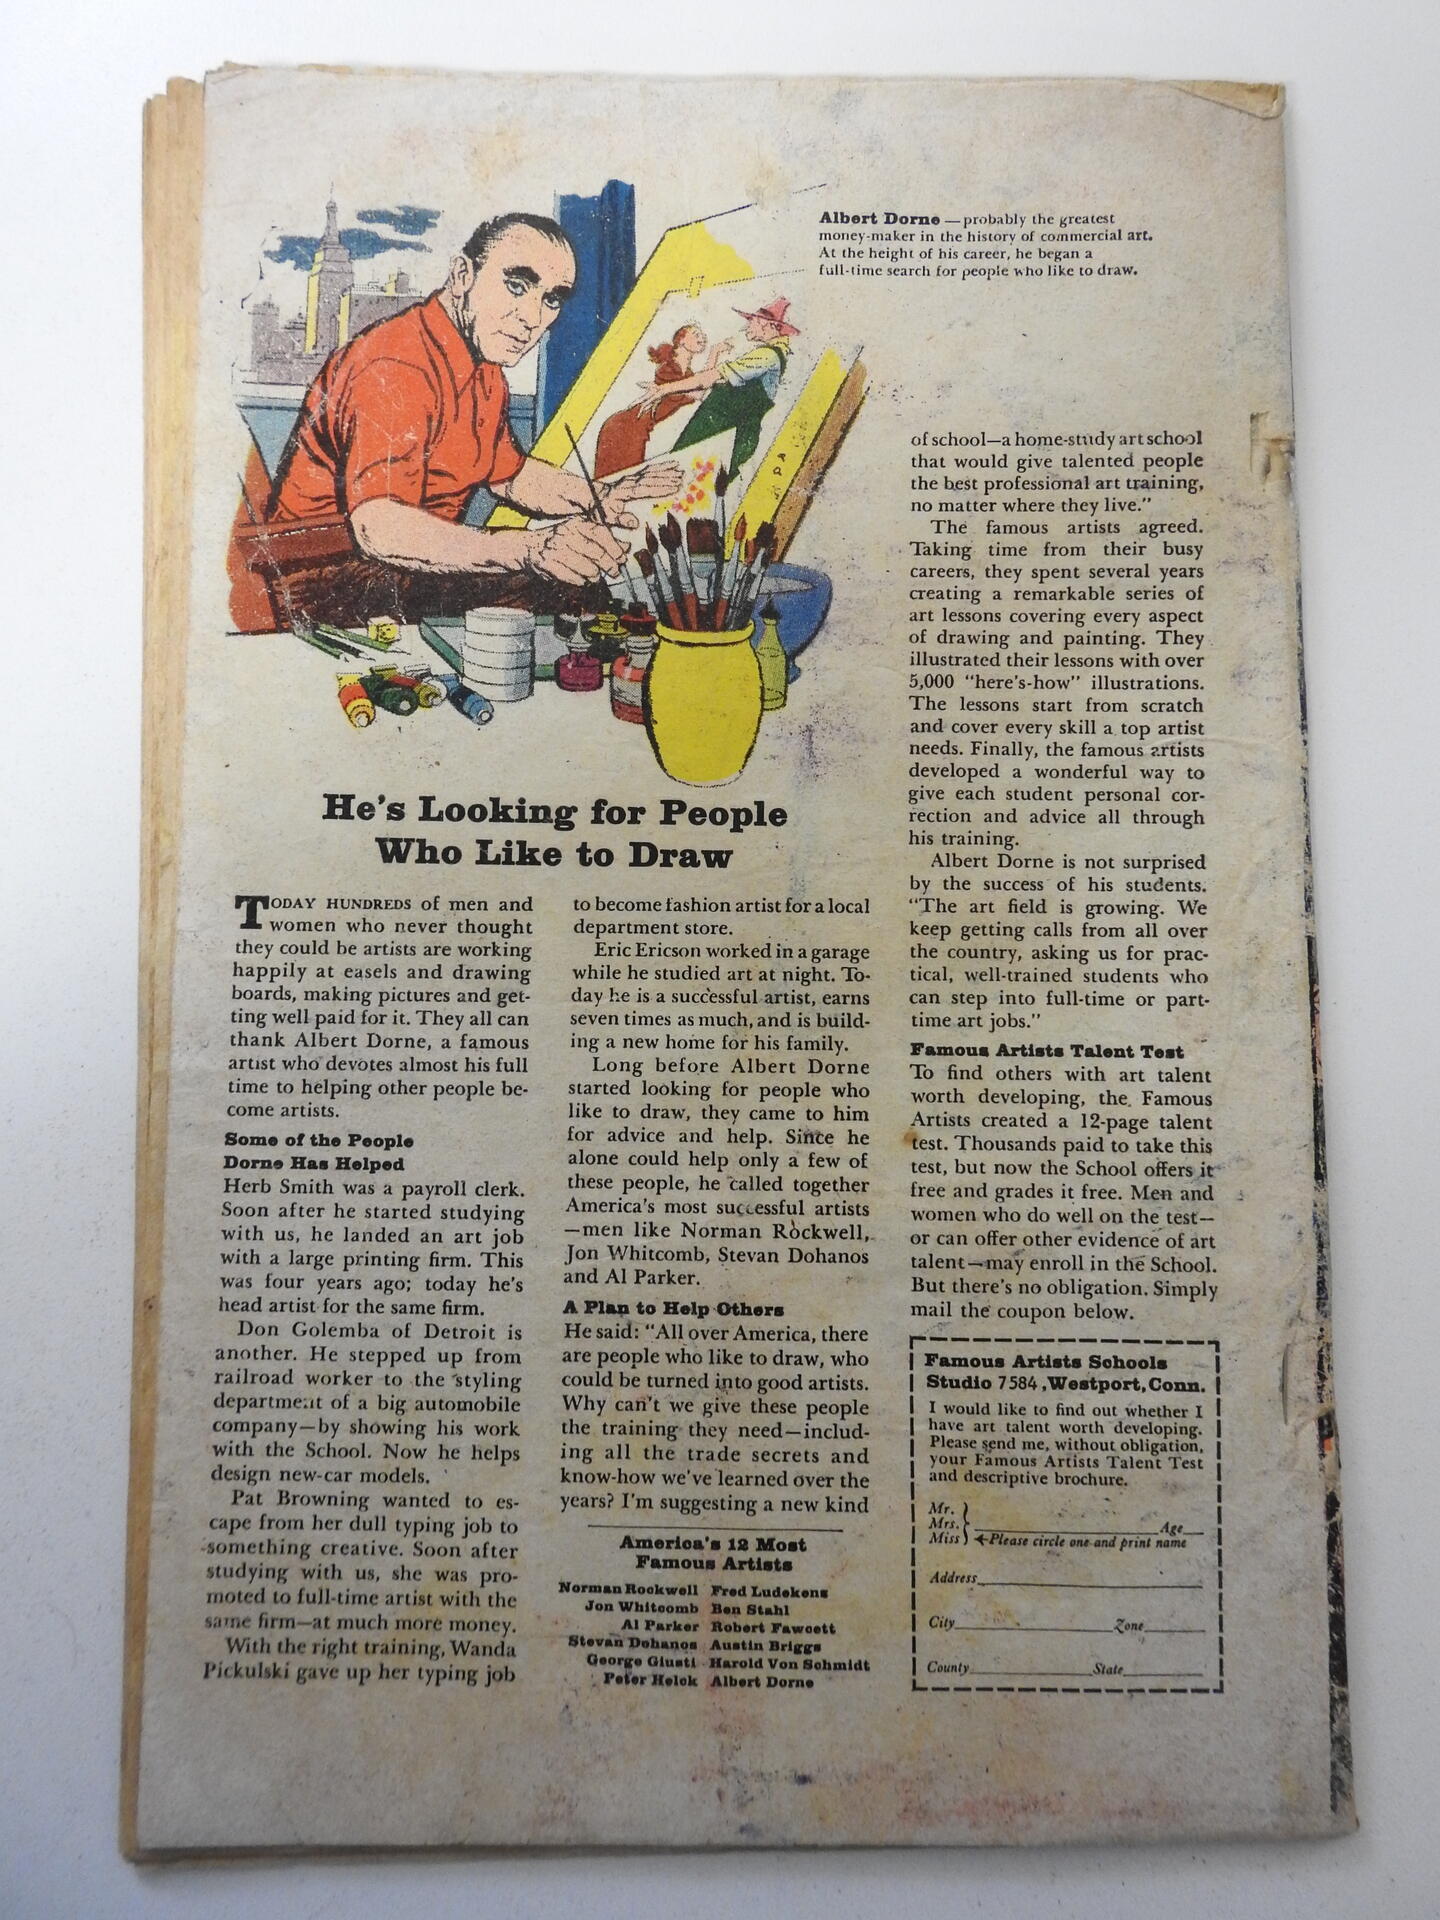 Albert Dorne — probably the greatest
money-maker in the history of commercial art.
At the height of his career, he began a
full-time search for people who like to draw.
He's Looking for People
Who Like to Draw
TODAY HUNDREDS of men and
women who never thought
they could be artists are working
happily at easels and drawing
boards, making pictures and get-
ting well paid for it. They all can
thank Albert Dorne, a famous
artist who devotes almost his full
time to helping other people be-
come artists.
Some of the People
Dorne Has Helped
Herb Smith was a payroll clerk.
Soon after he started studying
with us, he landed an art job
with a large printing firm. This
was four years ago; today he's
head artist for the same firm.
Don Golemba of Detroit is
another. He stepped up from
railroad worker to the styling
department of a big automobile
company—by showing his work
with the School. Now he helps
design new-car models.
Pat Browning wanted to es-
cape from her dull typing job to
something creative. Soon after
studying with us, she was pro-
moted to full-time artist with the
same firm—at much more money.
With the right training, Wanda
Pickulski gave up her typing job
to become fashion artist for a local
department store.
Eric Ericson worked in a garage
while he studied art at night. To-
day he is a successful artist, earns
seven times as much, and is build-
ing a new home for his family.
Long before Albert Dorne
started looking for people who
like to draw, they came to him
for advice and help. Since he
alone could help only a few of
these people, he called together
America's most successful artists
—men like Norman Rockwell,
Jon Whitcomb, Stevan Dohanos
and Al Parker.
A Plan to Help Others
He said: "All over America, there
are people who like to draw, who
could be turned into good artists.
Why can't we give these people
the training they need—includ-
ing all the trade secrets and
know-how we've learned over the
years? I'm suggesting a new kind
America's 12 Most
Famous Artists
Norman Rockwell Fred Ludekens
Jon Whitcomb Ben Stahl
Al Parker Robert Fawcett
Stevan Dohanos Austin Briggs
George Giusti Harold Von Schmidt
Peter Helck Albert Dorne
of school—a home-study art school
that would give talented people
the best professional art training,
no matter where they live."
The famous artists agreed.
Taking time from their busy
careers, they spent several years
creating a remarkable series of
art lessons covering every aspect
of drawing and painting. They
illustrated their lessons with over
5,000 "here's-how" illustrations.
The lessons start from scratch
and cover every skill a top artist
needs. Finally, the famous artists
developed a wonderful way to
give each student personal cor-
rection and advice all through
his training.
Albert Dorne is not surprised
by the success of his students.
"The art field is growing. We
keep getting calls from all over
the country, asking us for prac-
tical, well-trained students who
can step into full-time or part-
time art jobs."
Famous Artists Talent Test
To find others with art talent
worth developing, the Famous
Artists created a 12-page talent
test. Thousands paid to take this
test, but now the School offers it
free and grades it free. Men and
women who do well on the test—
or can offer other evidence of art
talent—may enroll in the School.
But there's no obligation. Simply
mail the coupon below.
Famous Artists Schools
Studio 7584, Westport, Conn.
I would like to find out whether I
have art talent worth developing.
Please send me, without obligation,
your Famous Artists Talent Test
and descriptive brochure.
Mr.
Mrs. Age
Miss ←Please circle one and print name
Address
City Zone
County State